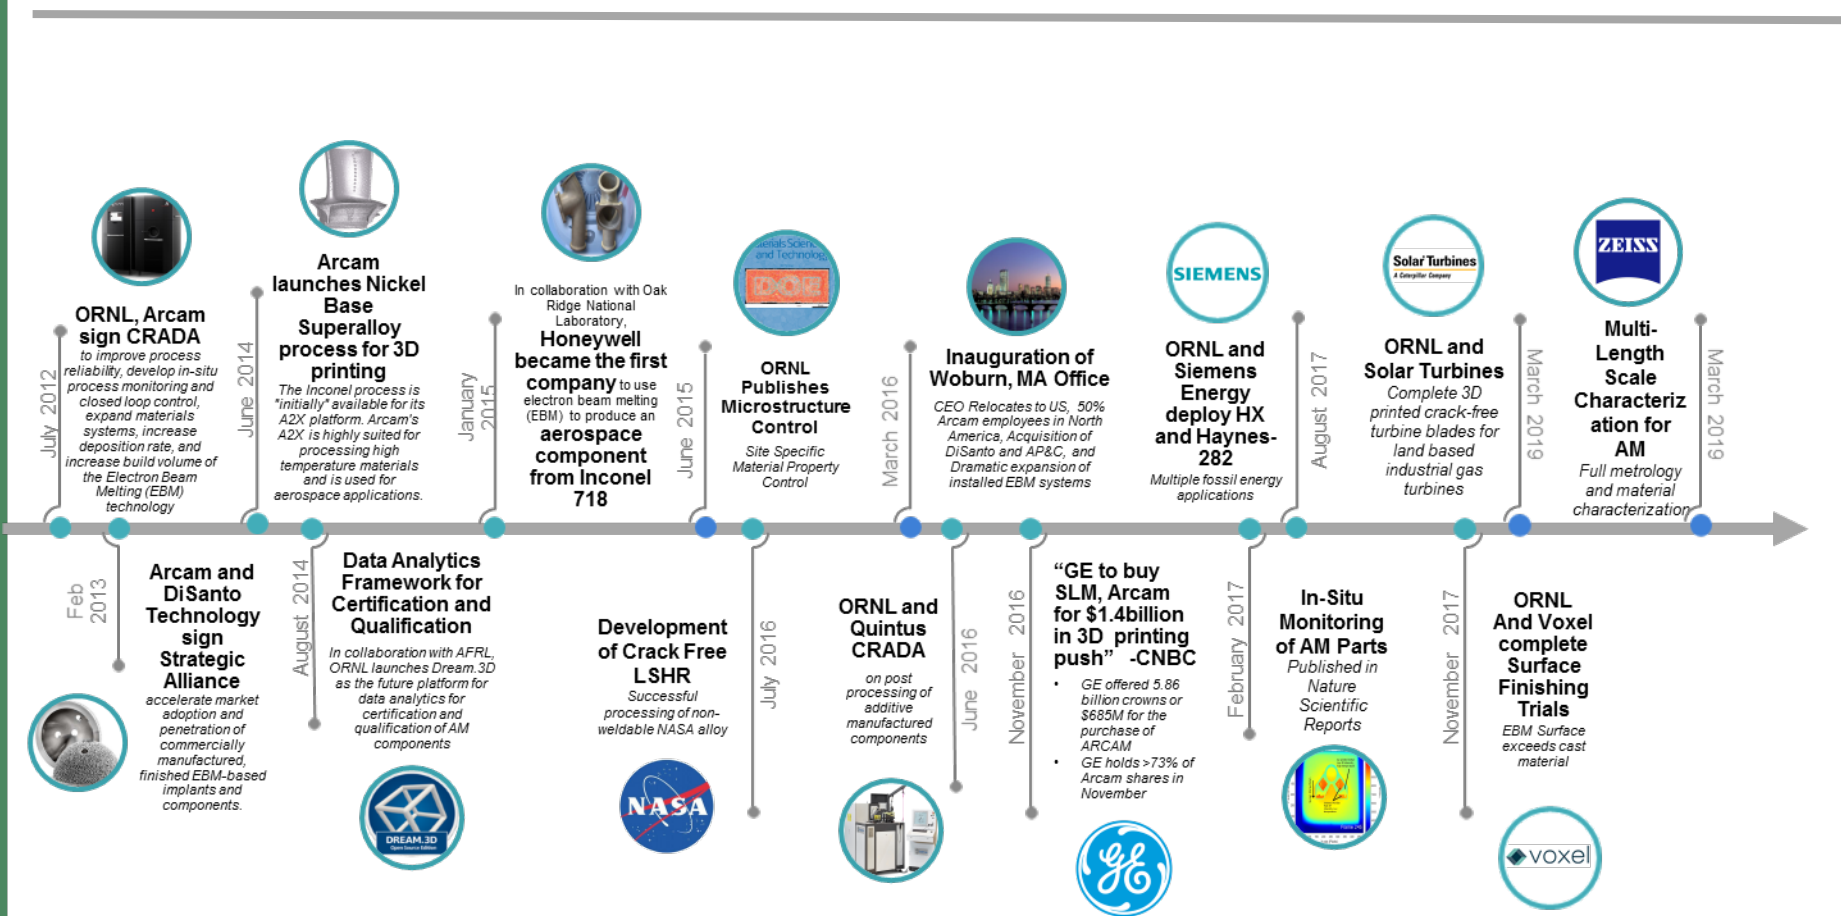 July 2012
ORNL, Arcam
sign CRADA
to improve process
reliability, develop in-situ
process monitoring and
closed loop control,
expand materials
systems, increase
deposition rate, and
increase build volume of
the Electron Beam
Melting (EBM)
technology
June 2014
Arcam
launches Nickel
Base
Superalloy
process for 3D
printing
The Inconel process is
"initially" available for its
A2X platform. Arcam's
A2X is highly suited for
processing high
temperature materials
and is used for
aerospace applications.
January
2015
In collaboration with Oak
Ridge National
Laboratory,
Honeywell
became the first
company to use
electron beam melting
(EBM) to produce an
aerospace
component
from Inconel
718
June 2015
erials Scien
and Technolog
DOE
ORNL
Publishes
Microstructure
Control
Site Specific
Material Property
Control
March 2016
Inauguration of
Woburn, MA Office
CEO Relocates to US, 50%
Arcam employees in North
America, Acquisition of
DiSanto and AP&C, and
Dramatic expansion of
installed EBM systems
SIEMENS
ORNL and
Siemens
Energy
deploy HX
and Haynes-
282
Multiple fossil energy
applications
August 2017
Solar Turbines
A Caterpillar Company
ORNL and
Solar Turbines
Complete 3D
printed crack-free
turbine blades for
land based
industrial gas
turbines
March 2019
ZEISS
Multi-
Length
Scale
Characteriz
ation for
AM
Full metrology
and material
characterization
March 2019
Feb
2013
Arcam and
DiSanto
Technology
sign
Strategic
Alliance
accelerate market
adoption and
penetration of
commercially
manufactured,
finished EBM-based
implants and
components.
August 2014
Data Analytics
Framework for
Certification and
Qualification
In collaboration with AFRL,
ORNL launches Dream.3D
as the future platform for
data analytics for
certification and
qualification of AM
components
DREAM.3D
Open Source Edition
Development
of Crack Free
LSHR
Successful
processing of non-
weldable NASA alloy
NASA
July 2016
ORNL and
Quintus
CRADA
on post
processing of
additive
manufactured
components
June 2016
November 2016
“GE to buy
SLM, Arcam
for $1.4billion
in 3D printing
push” -CNBC
• GE offered 5.86
billion crowns or
$685M for the
purchase of
ARCAM
• GE holds >73% of
Arcam shares in
November
GE
February 2017
In-Situ
Monitoring
of AM Parts
Published in
Nature
Scientific
Reports
November 2017
ORNL
And Voxel
complete
Surface
Finishing
Trials
EBM Surface
exceeds cast
material
voxel